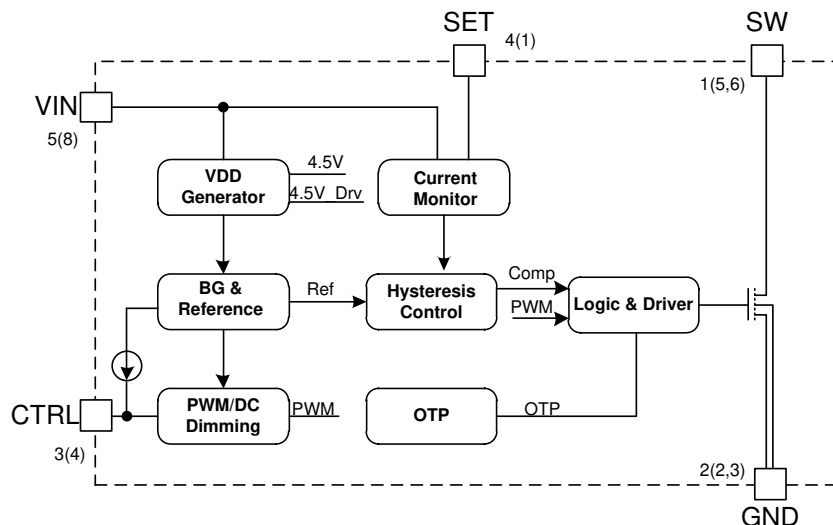 SET
4(1)
SW
1(5,6)
VIN
5(8)
VDD
Generator
4.5V
4.5V_Drv
Current
Monitor
BG &
Reference
Ref
Hysteresis
Control
Comp
PWM
Logic & Driver
CTRL
3(4)
PWM/DC
Dimming
PWM
OTP
OTP
2(2,3)
GND